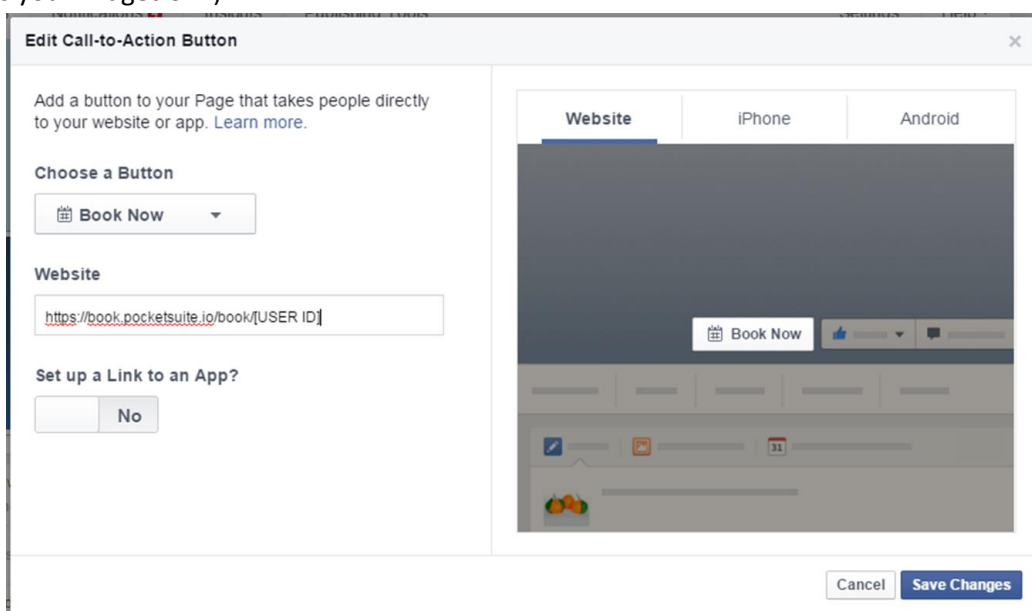 Edit Call-to-Action Button
×
Add a button to your Page that takes people directly
to your website or app. Learn more.
Choose a Button
Book Now
Website
https://book.pocketsuite.io/book/[USER ID]
Set up a Link to an App?
No
Website iPhone Android
Book Now
31
Cancel Save Changes